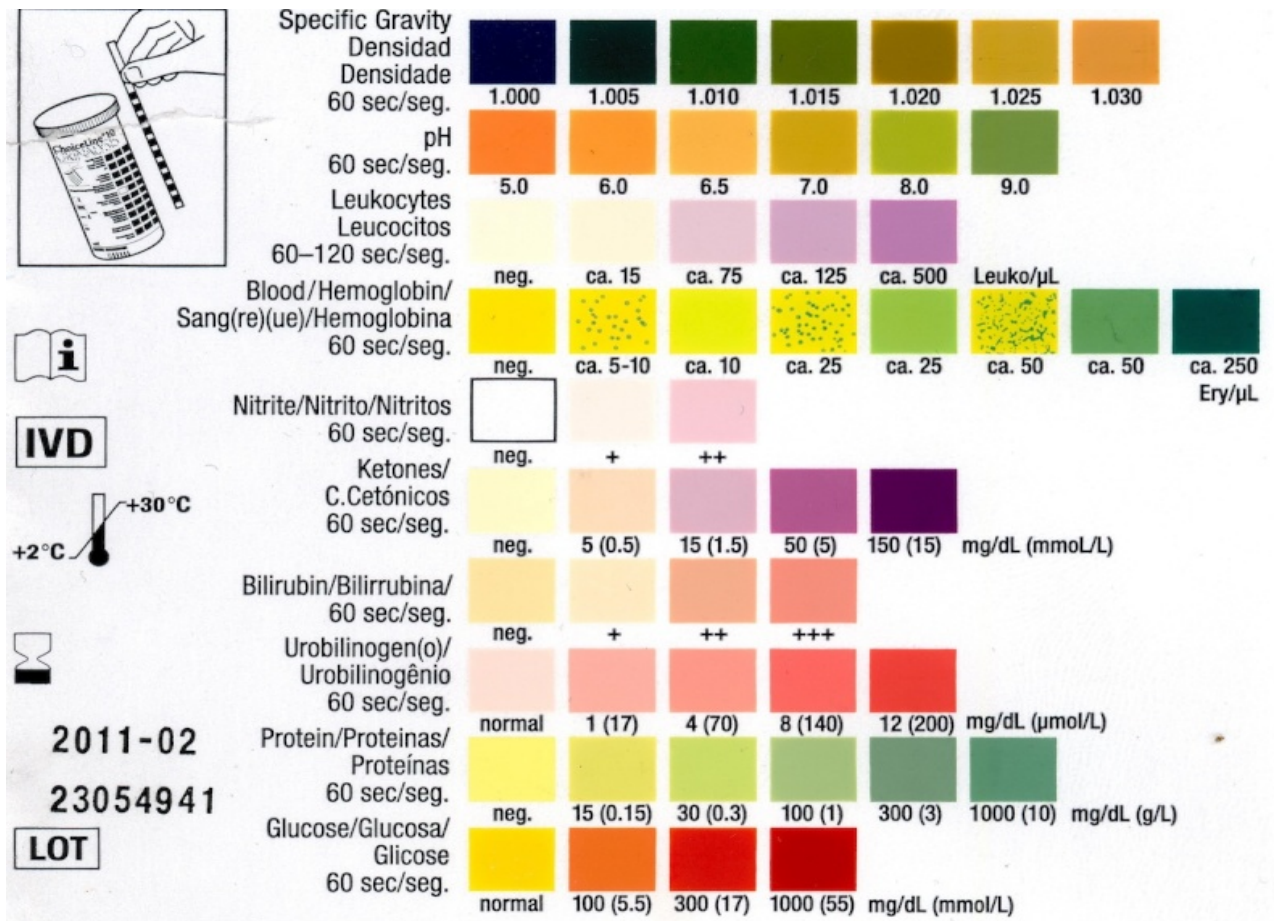 Specific Gravity
Densidad
Densidade
60 sec/seg.
1.000 1.005 1.010 1.015 1.020 1.025 1.030
pH
60 sec/seg.
5.0 6.0 6.5 7.0 8.0 9.0
Leukocytes
Leucocitos
60–120 sec/seg.
neg. ca. 15 ca. 75 ca. 125 ca. 500 Leuko/µL
Blood/Hemoglobin/
Sang(re)(ue)/Hemoglobina
60 sec/seg.
neg. ca. 5-10 ca. 10 ca. 25 ca. 25 ca. 50 ca. 50 ca. 250
Ery/µL
Nitrite/Nitrito/Nitritos
60 sec/seg.
neg. + ++
Ketones/
C.Cetónicos
60 sec/seg.
neg. 5 (0.5) 15 (1.5) 50 (5) 150 (15) mg/dL (mmoL/L)
Bilirubin/Bilirrubina/
60 sec/seg.
neg. + ++ +++
Urobilinogen(o)/
Urobilinogênio
60 sec/seg.
normal 1 (17) 4 (70) 8 (140) 12 (200) mg/dL (µmol/L)
Protein/Proteinas/
Proteínas
60 sec/seg.
neg. 15 (0.15) 30 (0.3) 100 (1) 300 (3) 1000 (10) mg/dL (g/L)
Glucose/Glucosa/
Glicose
60 sec/seg.
normal 100 (5.5) 300 (17) 1000 (55) mg/dL (mmol/L)
ChoiceLine 10
i
IVD
+30°C
+2°C
2011-02
23054941
LOT